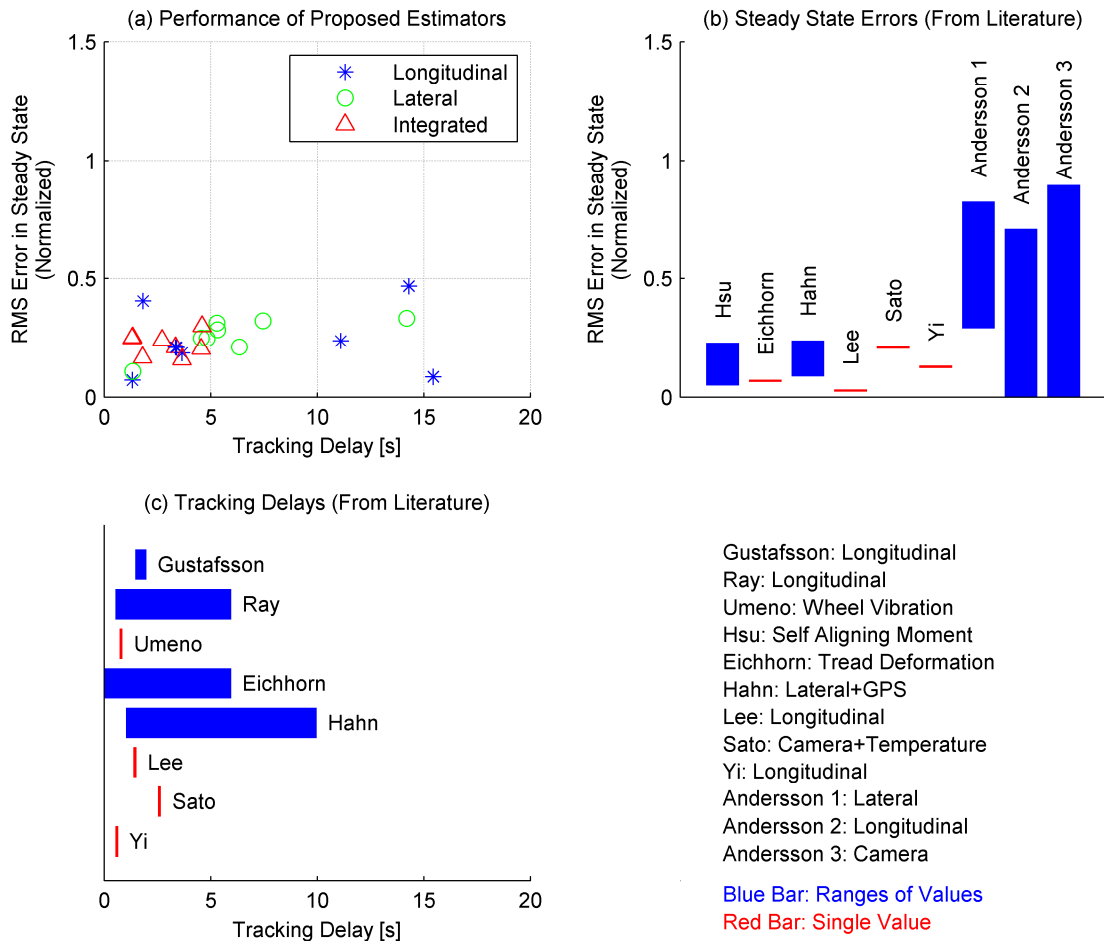 (a) Performance of Proposed Estimators
1.5
1
0.5
0
RMS Error in Steady State
(Normalized)
Longitudinal
Lateral
Integrated
0 5 10 15 20
Tracking Delay [s]
(b) Steady State Errors (From Literature)
1.5
1
0.5
0
RMS Error in Steady State
(Normalized)
Hsu
Eichhorn
Hahn
Lee
Sato
Yi
Andersson 1
Andersson 2
Andersson 3
(c) Tracking Delays (From Literature)
Gustafsson
Ray
Umeno
Eichhorn
Hahn
Lee
Sato
Yi
0 5 10 15 20
Tracking Delay [s]
Gustafsson: Longitudinal
Ray: Longitudinal
Umeno: Wheel Vibration
Hsu: Self Aligning Moment
Eichhorn: Tread Deformation
Hahn: Lateral+GPS
Lee: Longitudinal
Sato: Camera+Temperature
Yi: Longitudinal
Andersson 1: Lateral
Andersson 2: Longitudinal
Andersson 3: Camera
Blue Bar: Ranges of Values
Red Bar: Single Value